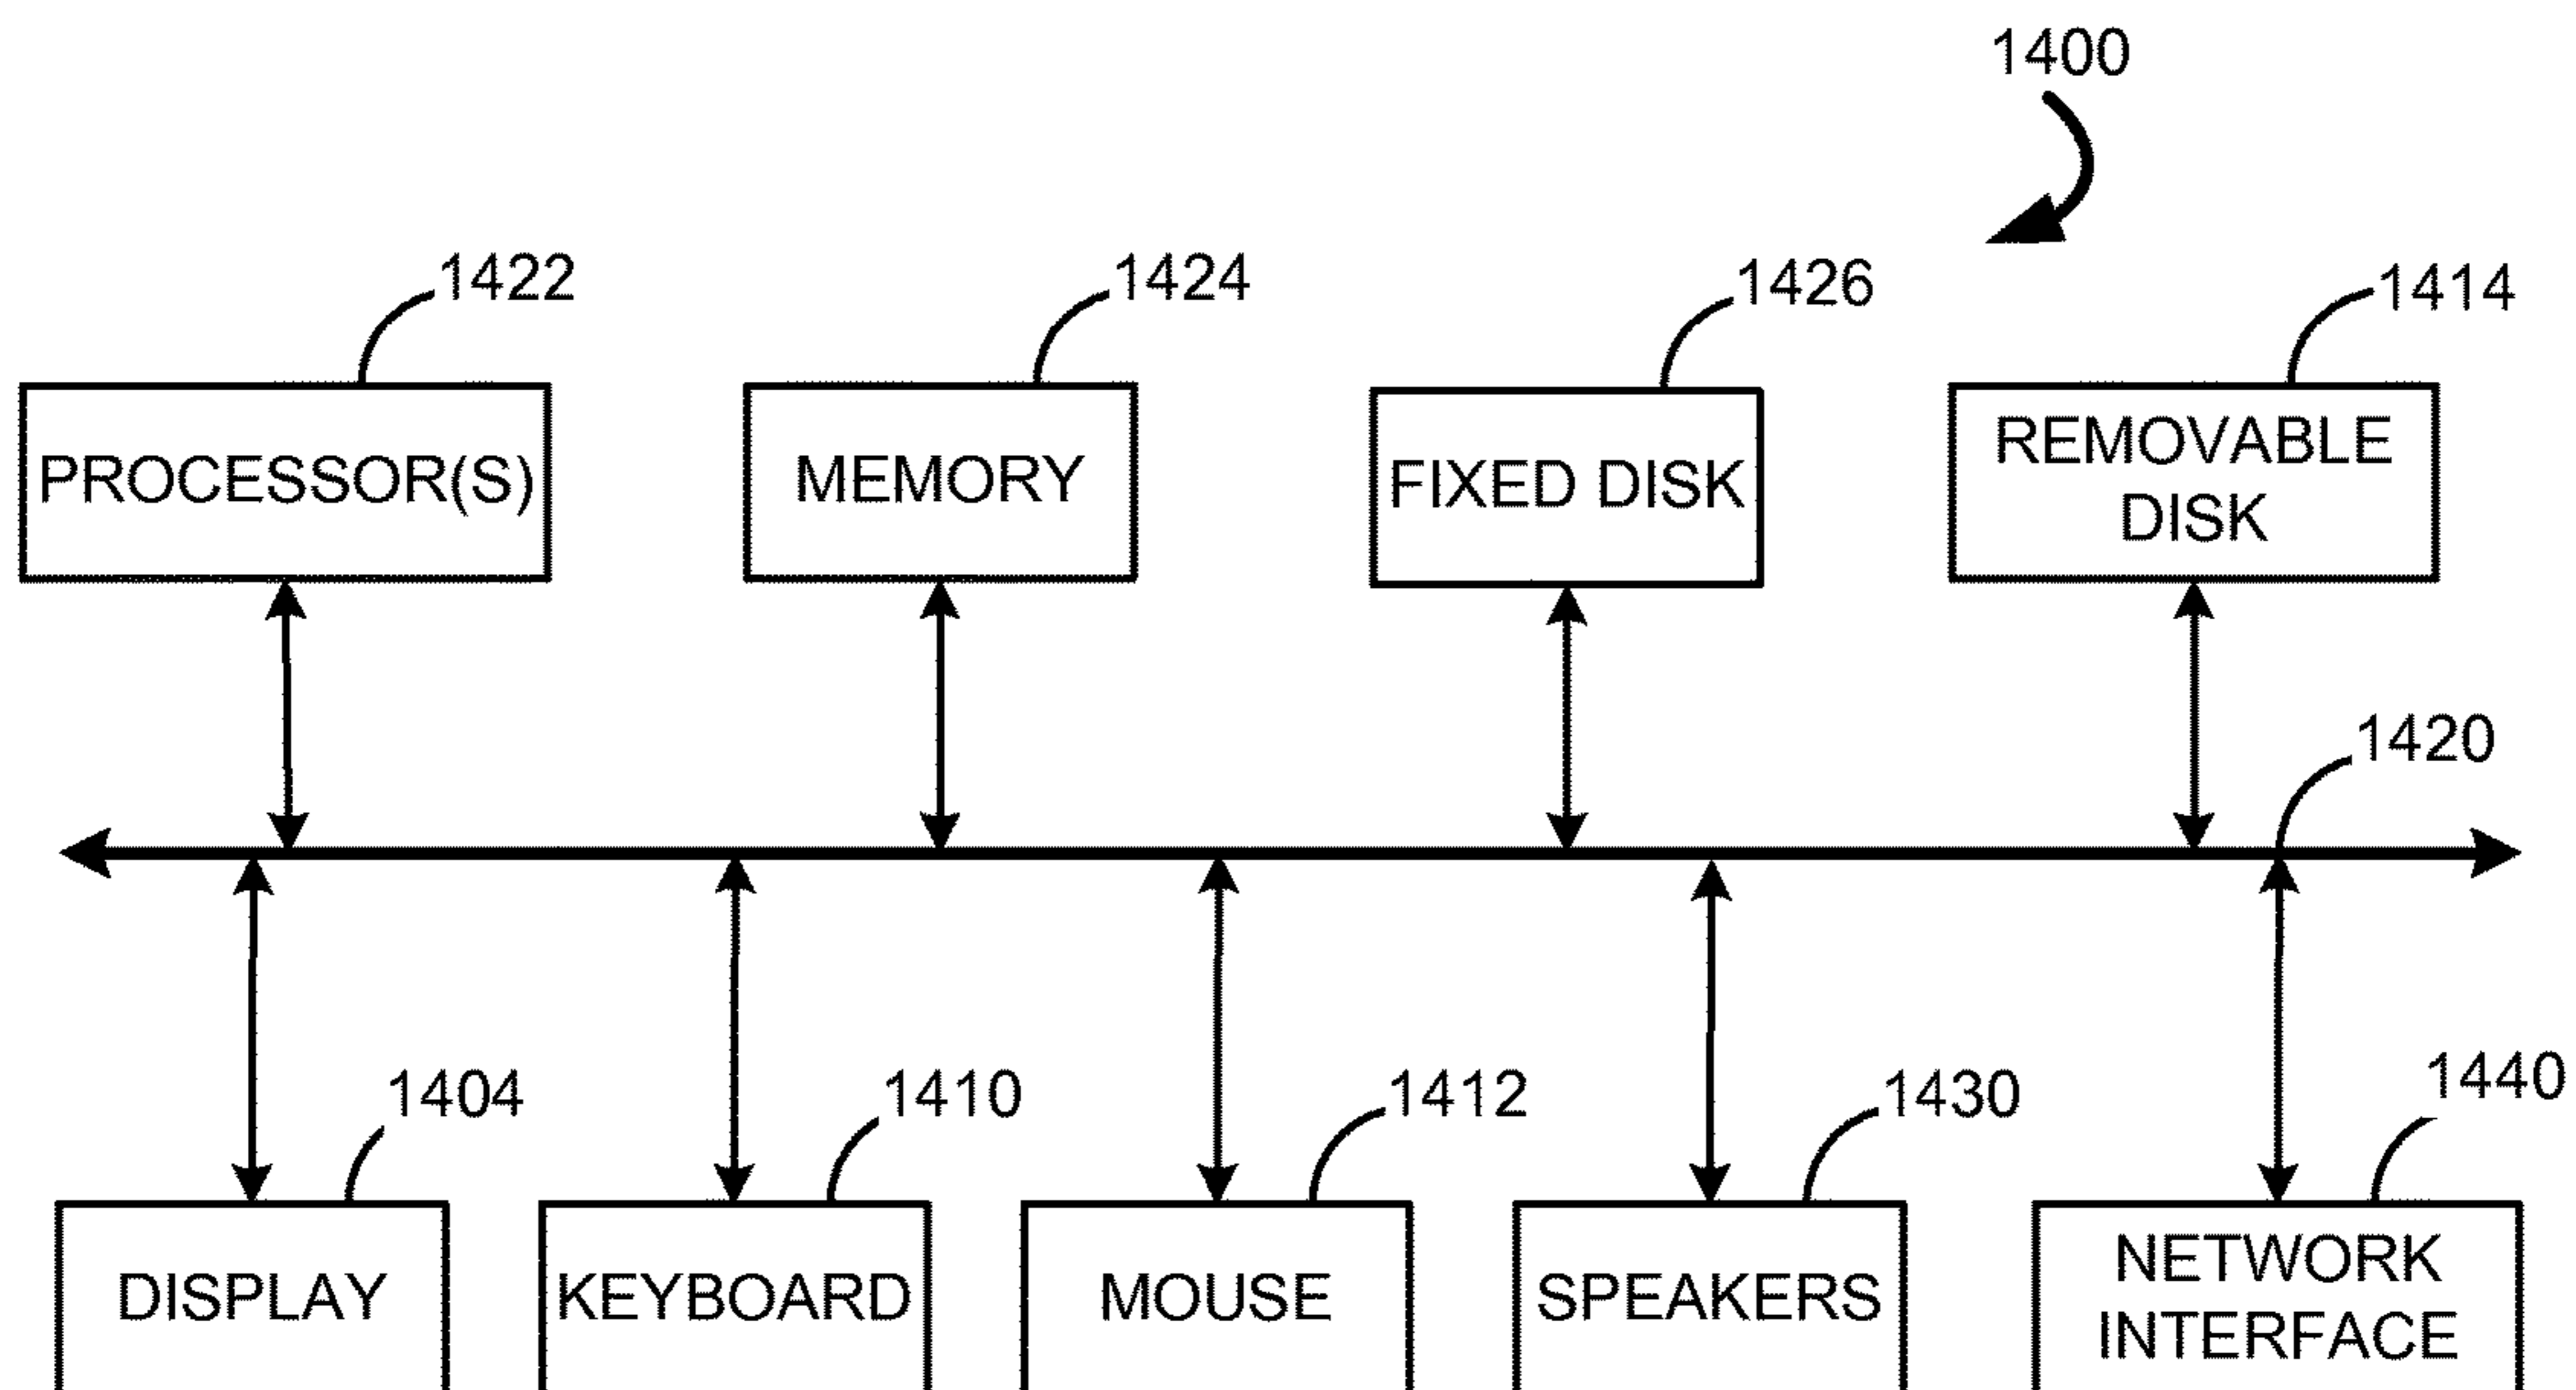 1400
1422
1424
1426
1414
PROCESSOR(S)
MEMORY
FIXED DISK
REMOVABLE
DISK
1420
1404
1410
1412
1430
1440
DISPLAY
KEYBOARD
MOUSE
SPEAKERS
NETWORK
INTERFACE